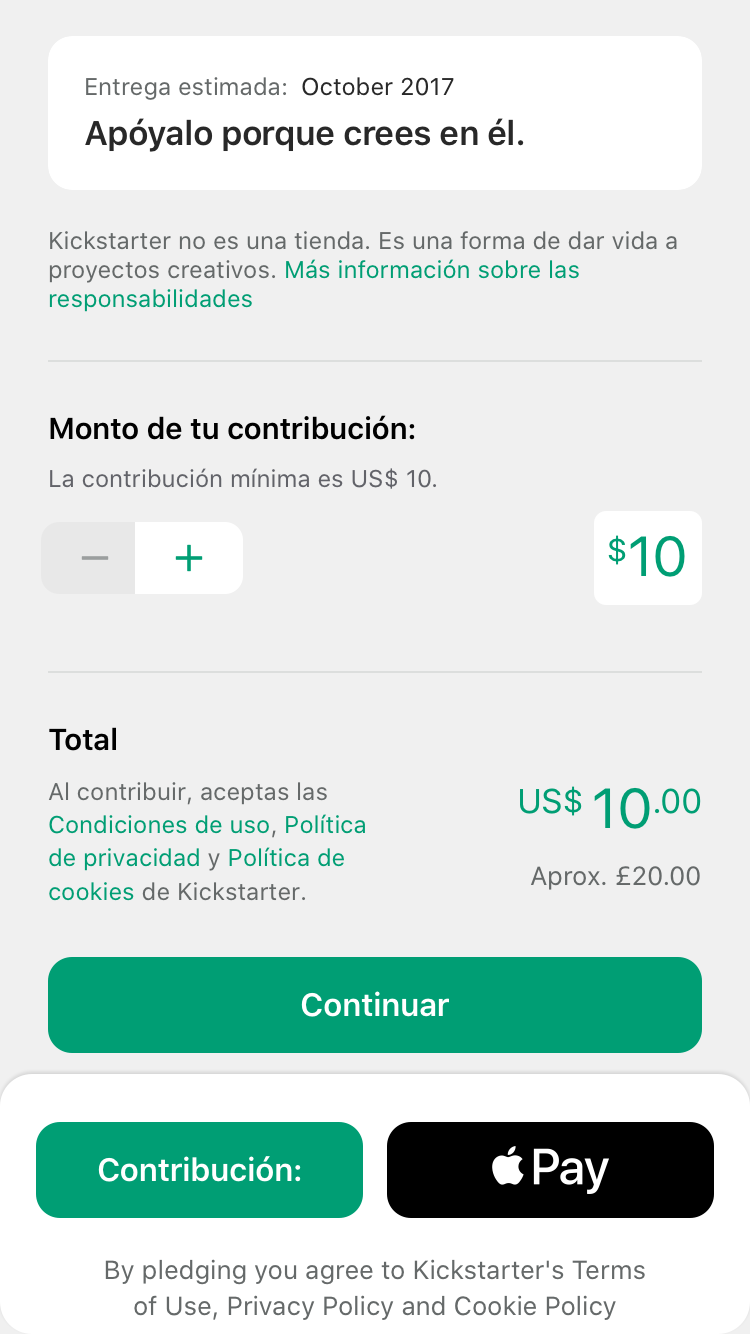 Entrega estimada: October 2017
Apóyalo porque crees en él.
Kickstarter no es una tienda. Es una forma de dar vida a
proyectos creativos. Más información sobre las
responsabilidades
Monto de tu contribución:
La contribución mínima es US$ 10.
− +
$10
Total
Al contribuir, aceptas las
Condiciones de uso, Política
de privacidad y Política de
cookies de Kickstarter.
US$ 10.00
Aprox. £20.00
Continuar
Contribución:
Pay
By pledging you agree to Kickstarter's Terms
of Use, Privacy Policy and Cookie Policy